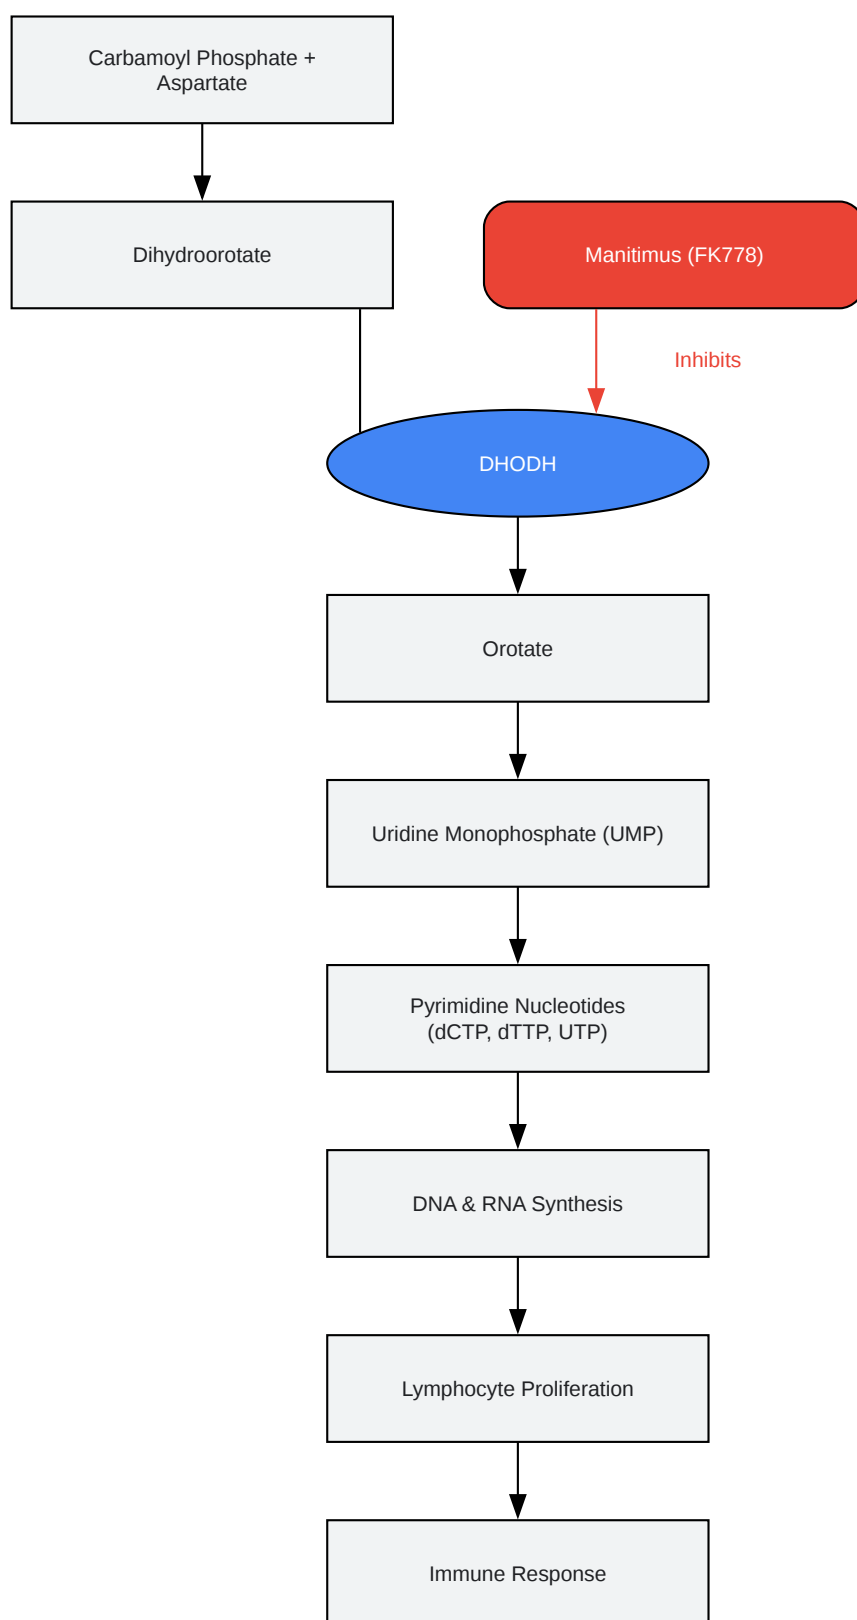 Carbamoyl Phosphate +
Aspartate
Dihydroorotate
Manitimus (FK778)
Inhibits
DHODH
Orotate
Uridine Monophosphate (UMP)
Pyrimidine Nucleotides
(dCTP, dTTP, UTP)
DNA & RNA Synthesis
Lymphocyte Proliferation
Immune Response